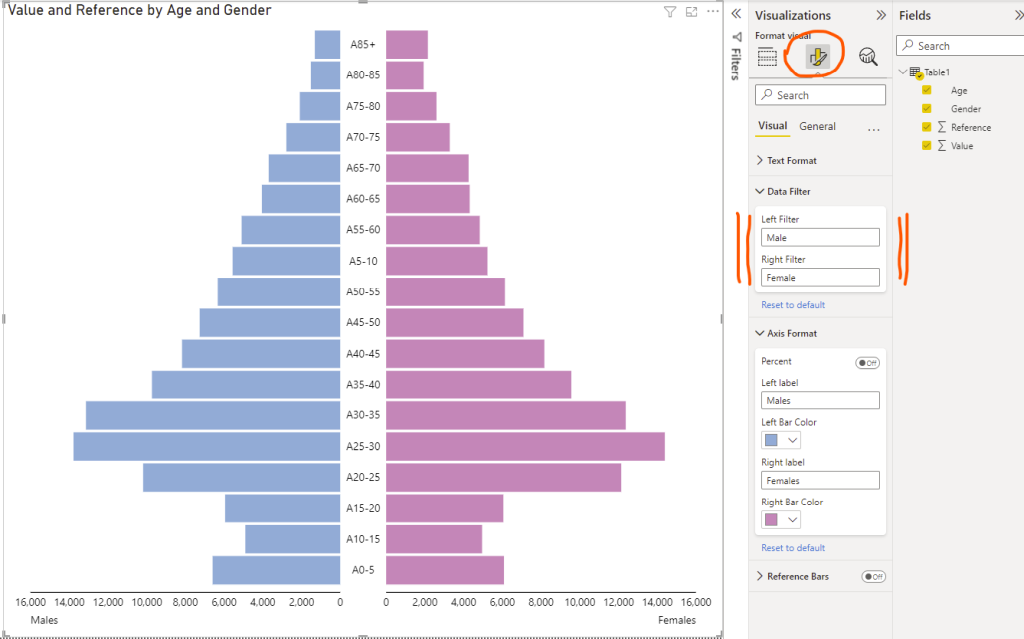 Value and Reference by Age and Gender
A85+
A80-85
A75-80
A70-75
A65-70
A60-65
A55-60
A5-10
A50-55
A45-50
A40-45
A35-40
A30-35
A25-30
A20-25
A15-20
A10-15
A0-5
16,000 14,000 12,000 10,000 8,000 6,000 4,000 2,000 0 0 2,000 4,000 6,000 8,000 10,000 12,000 14,000 16,000
Males Females
Filters
Visualizations
Format visual
Search
Visual General ...
Text Format
Data Filter
Left Filter
Male
Right Filter
Female
Reset to default
Axis Format
Percent Off
Left label
Males
Left Bar Color
Right label
Females
Right Bar Color
Reset to default
Reference Bars Off
Fields
Search
Table1
Age
Gender
∑ Reference
∑ Value